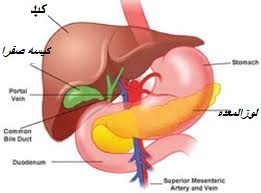 کبد
کیسه صفرا
Stomach
Portal
Vein
لوزالمعده
Common
Bile Duct
Duodenum
Superior Mesenteric
Artery and Vein